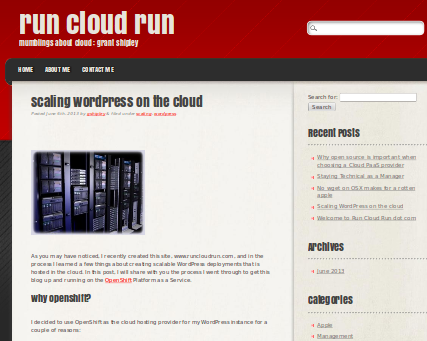 run cloud run
mumblings about cloud : grant shipley
HOME ABOUT ME CONTACT ME
scaling wordpress on the cloud
Posted June 6th, 2013 by gshipley & filed under scaling, wordpress.
As you may have noticed, I recently created this site, www.runcloudrun.com, and in the
process I learned a few things about creating scalable WordPress deployments that is
hosted in the cloud. In this post, I will share with you the process I went through to get this
blog up and running on the OpenShift Platform as a Service.
why openshift?
I decided to use OpenShift as the cloud hosting provider for my WordPress instance for a
couple of reasons:
Search for:
Search
Recent Posts
Why open source is important when
choosing a Cloud PaaS provider
Staying Technical as a Manager
No wget on OSX makes for a rotten
apple
Scaling WordPress on the cloud
Welcome to Run Cloud Run dot com
Archives
June 2013
Categories
Apple
Management